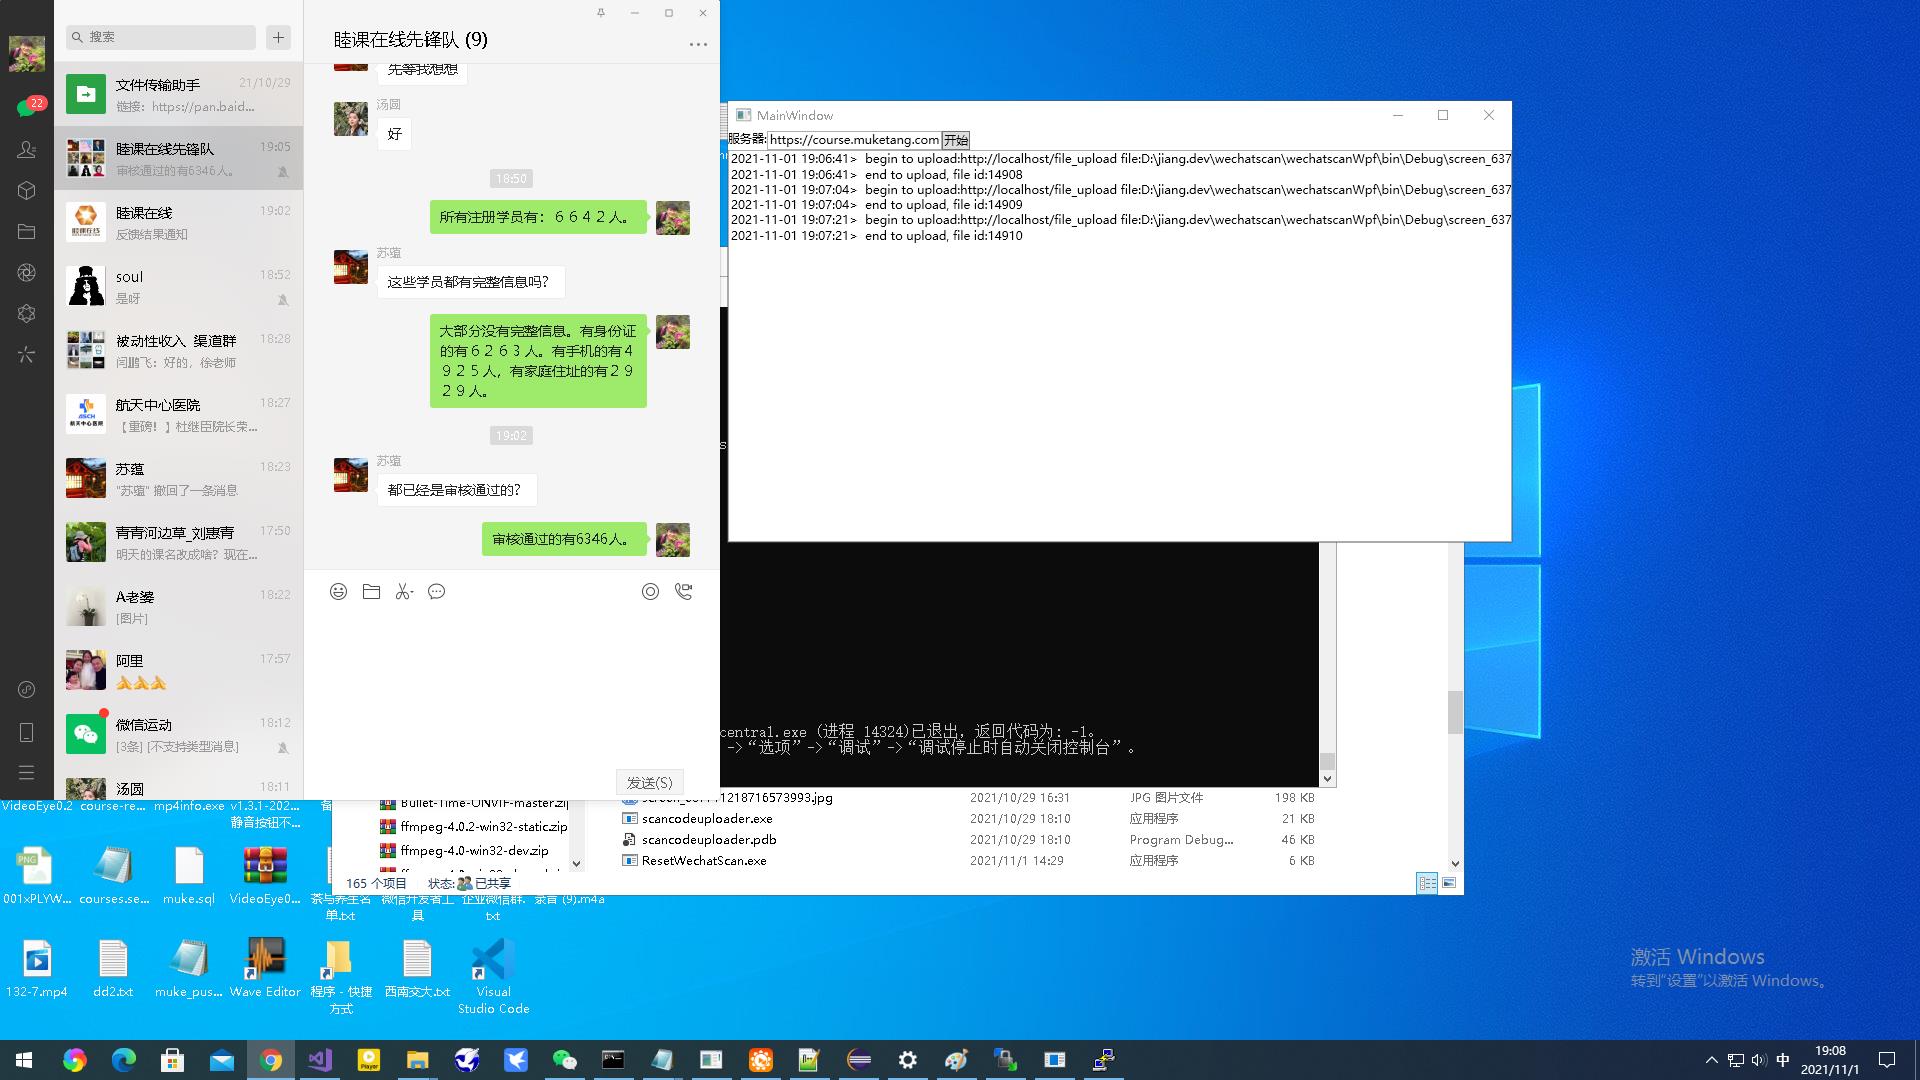 搜索
文件传输助手
21/10/29
链接：https://pan.baid...
22
睦课在线先锋队
19:05
审核通过的有6346人。
睦课在线
19:02
反馈结果通知
soul
18:52
是呀
被动性收入 渠道群
18:28
闫鹏飞：好的，徐老师
航天中心医院
18:27
【重磅！】杜继臣院长荣...
苏蕴
18:23
"苏蕴" 撤回了一条消息
青青河边草_刘惠青
17:50
明天的课名改成啥？现在...
A老婆
18:22
[图片]
阿里
17:57
微信运动
18:12
[3条] [不支持类型消息]
汤圆
18:11
睦课在线先锋队 (9)
先等我想想
汤圆
好
18:50
所有注册学员有：６６４２人。
苏蕴
这些学员都有完整信息吗？
大部分没有完整信息。有身份证
的有６２６３人。有手机的有４
９２５人，有家庭住址的有２９
２９人。
19:02
苏蕴
都已经是审核通过的？
审核通过的有6346人。
发送(S)
MainWindow
服务器:
https://course.muketang.com
开始
2021-11-01 19:06:41> begin to upload:http://localhost/file_upload file:D:\jiang.dev\wechatscan\wechatscanWpf\bin\Debug\screen_637
2021-11-01 19:06:41> end to upload, file id:14908
2021-11-01 19:07:04> begin to upload:http://localhost/file_upload file:D:\jiang.dev\wechatscan\wechatscanWpf\bin\Debug\screen_637
2021-11-01 19:07:04> end to upload, file id:14909
2021-11-01 19:07:21> begin to upload:http://localhost/file_upload file:D:\jiang.dev\wechatscan\wechatscanWpf\bin\Debug\screen_637
2021-11-01 19:07:21> end to upload, file id:14910
central.exe (进程 14324)已退出，返回代码为: -1。
->“选项”->“调试”->“调试停止时自动关闭控制台”。
2021/10/29 16:31
JPG 图片文件
198 KB
scancodeuploader.exe
2021/10/29 18:10
应用程序
21 KB
scancodeuploader.pdb
2021/10/29 18:10
Program Debug...
46 KB
ResetWechatScan.exe
2021/11/1 14:29
应用程序
6 KB
Bullet-Time-ONVIF-master.zip
ffmpeg-4.0.2-win32-static.zip
ffmpeg-4.0-win32-dev.zip
165 个项目
状态:
已共享
VideoEye0.2
course-re...
mp4info.exe
v1.3.1-202...
静音按钮不...
001xPLYW...
courses.se...
muke.sql
VideoEye0...
茶与养生名
单.txt
微信开发者工
具
企业微信群.
txt
录音 (9).m4a
132-7.mp4
dd2.txt
muke_pus...
Wave Editor
程序 - 快捷
方式
西南交大.txt
Visual
Studio Code
激活 Windows
转到“设置”以激活 Windows。
中
19:08
2021/11/1